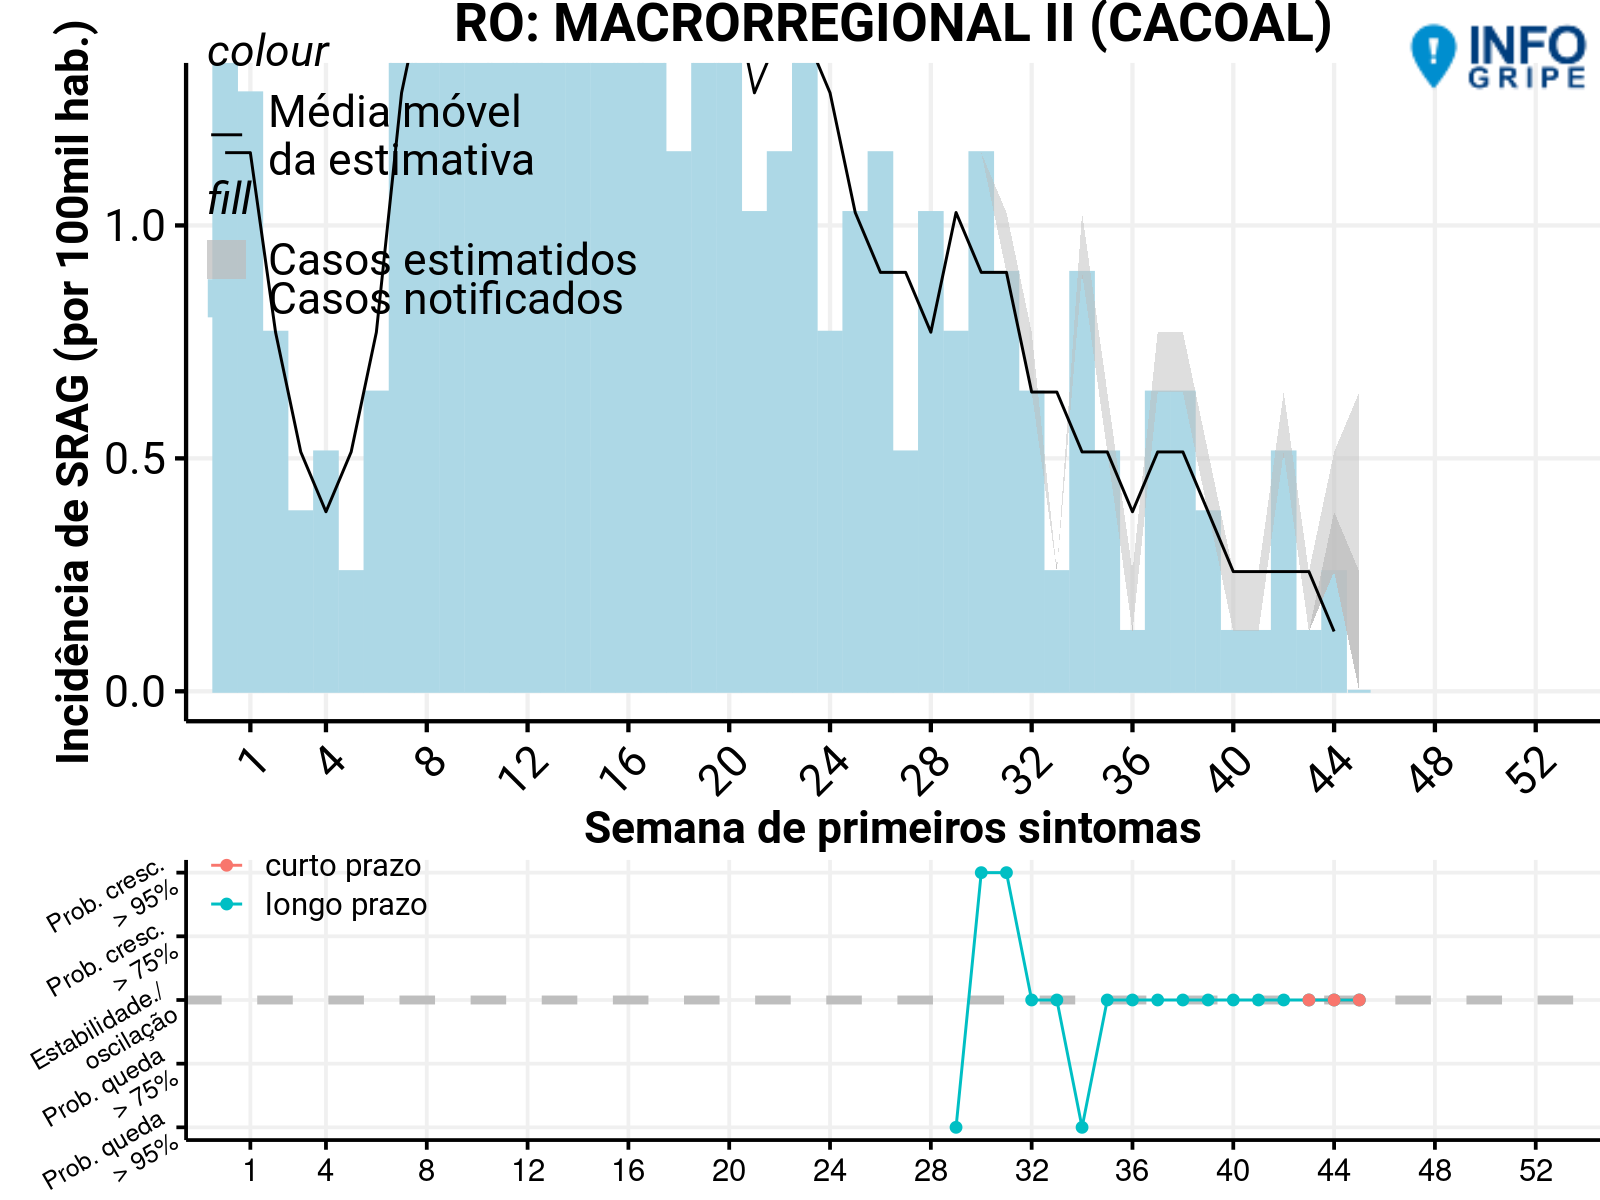 RO: MACRORREGIONAL II (CACOAL)
INFO
GRIPE
Incidência de SRAG (por 100mil hab.)
colour
Média móvel
da estimativa
fill
Casos estimatidos
Casos notificados
1.0
0.5
0.0
1 4 8 12 16 20 24 28 32 36 40 44 48 52
Semana de primeiros sintomas
curto prazo
longo prazo
Prob. cresc.
> 95%
Prob. cresc.
> 75%
Estabilidade./
oscilação
Prob. queda
> 75%
Prob. queda
> 95%
1 4 8 12 16 20 24 28 32 36 40 44 48 52